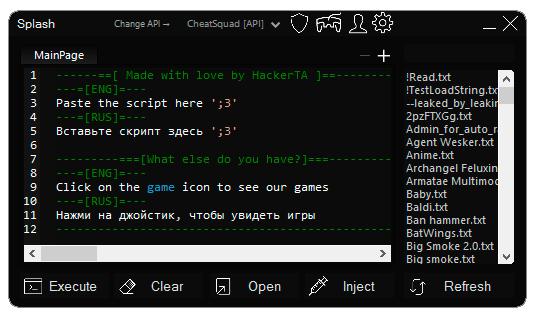 Splash
Change API→
CheatSquad [API]
MainPage
1 ------==[ Made with love by HackerTA ]==--------
2 ---=[ENG]=---
3 Paste the script here ';3'
4 ---=[RUS]=---
5 Вставьте скрипт здесь ';3'
6
7 ---------===[What else do you have?]===---------
8 ---=[ENG]=---
9 Click on the game icon to see our games
10 ---=[RUS]=---
11 Нажми на джойстик, чтобы увидеть игры
12 ------------------------------------------------
!Read.txt
!TestLoadString.txt
--leaked_by_leakin
2pzFTXGg.txt
Admin_for_auto_ra
Agent Wesker.txt
Anime.txt
Archangel Feluxin
Armatae Multimod
Baby.txt
Baldi.txt
Ban hammer.txt
BatWings.txt
Big Smoke 2.0.txt
Big smoke.txt
Execute
Clear
Open
Inject
Refresh